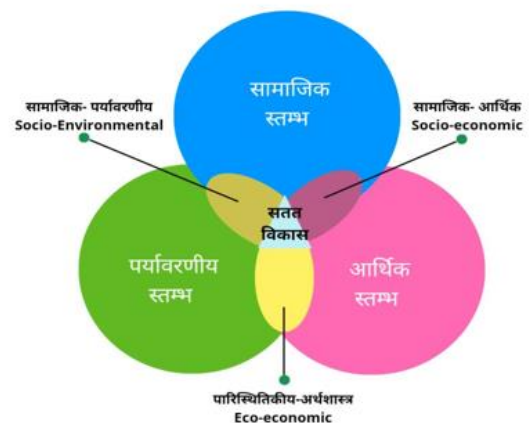 सामाजिक
स्तम्भ
सामाजिक- पर्यावरणीय
Socio-Environmental
सामाजिक- आर्थिक
Socio-economic
सतत
विकास
पर्यावरणीय
स्तम्भ
आर्थिक
स्तम्भ
पारिस्थितिकीय-अर्थशास्त्र
Eco-economic